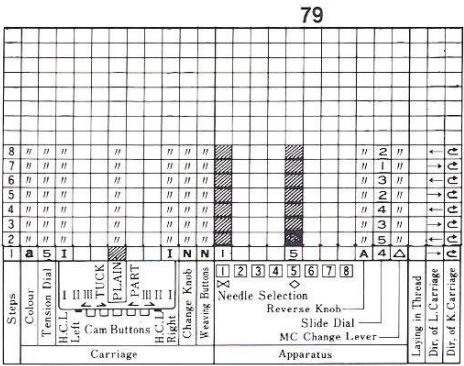 79
8 〃 〃 〃 〃 〃 〃 〃 〃 2 〃 ←
7 〃 〃 〃 〃 〃 〃 〃 〃 1 〃 →
6 〃 〃 〃 〃 〃 〃 〃 〃 3 〃 ←
5 〃 〃 〃 〃 〃 〃 〃 〃 2 〃 →
4 〃 〃 〃 〃 〃 〃 〃 〃 4 〃 ←
3 〃 〃 〃 〃 〃 〃 〃 〃 3 〃 →
2 〃 〃 〃 〃 〃 〃 〃 〃 5 〃 ←
1 a 5 I I N N 1 5 A 4 △ →
Steps
Colour
Tension Dial
H.C.L. Left
I II III TUCK PLAIN PART III II I
Cam Buttons
H.C.L. Right
Change Knob
Weaving Buttons
1 2 3 4 5 6 7 8
Needle Selection
Reverse Knob
Slide Dial
MC Change Lever
Laying in Thread
Dir. of L. Carriage
Dir. of K. Carriage
Carriage
Apparatus